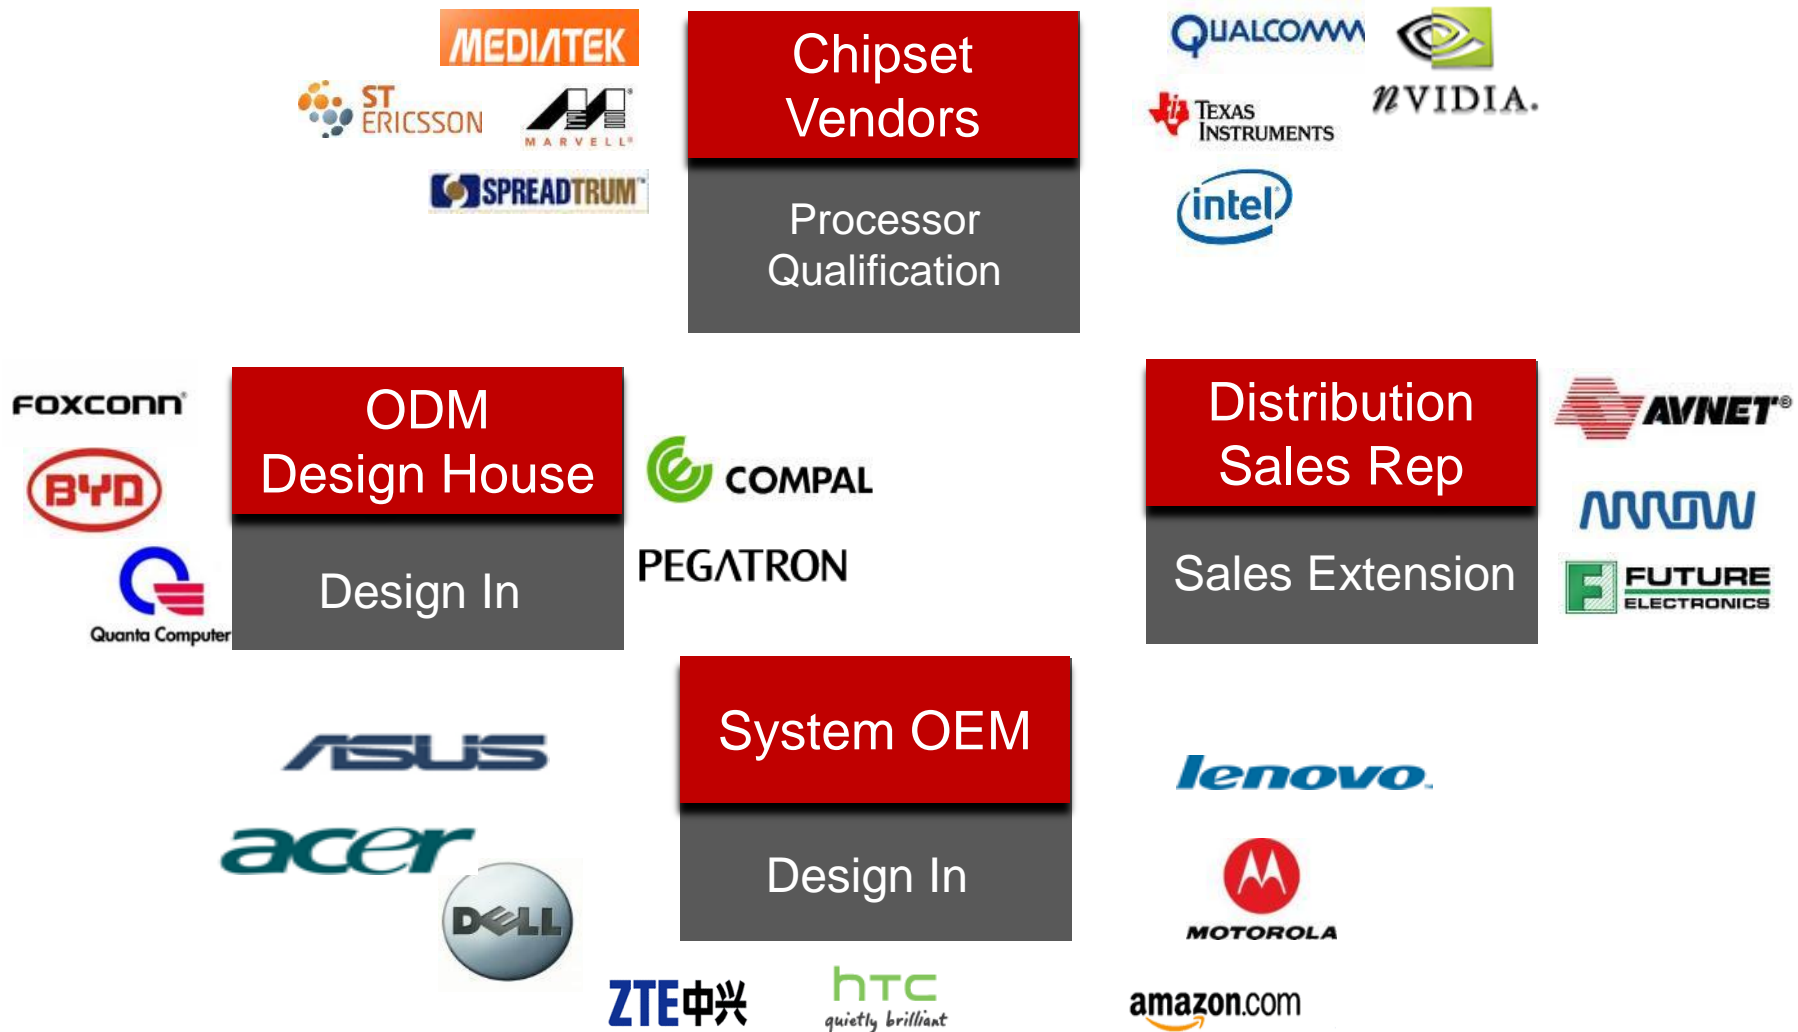 MEDIATEK
ST
ERICSSON
MARVELL®
SPREADTRUM™
Chipset
Vendors
Processor
Qualification
QUALCOMM
nVIDIA.
TEXAS
INSTRUMENTS
intel
FOXCONN®
BYD
Quanta Computer
ODM
Design House
Design In
COMPAL
PEGATRON
Distribution
Sales Rep
Sales Extension
AVNET®
ARROW
F FUTURE
ELECTRONICS
ASUS
acer
DELL
System OEM
Design In
lenovo
MOTOROLA
ZTE中兴
hTC
quietly brilliant
amazon.com